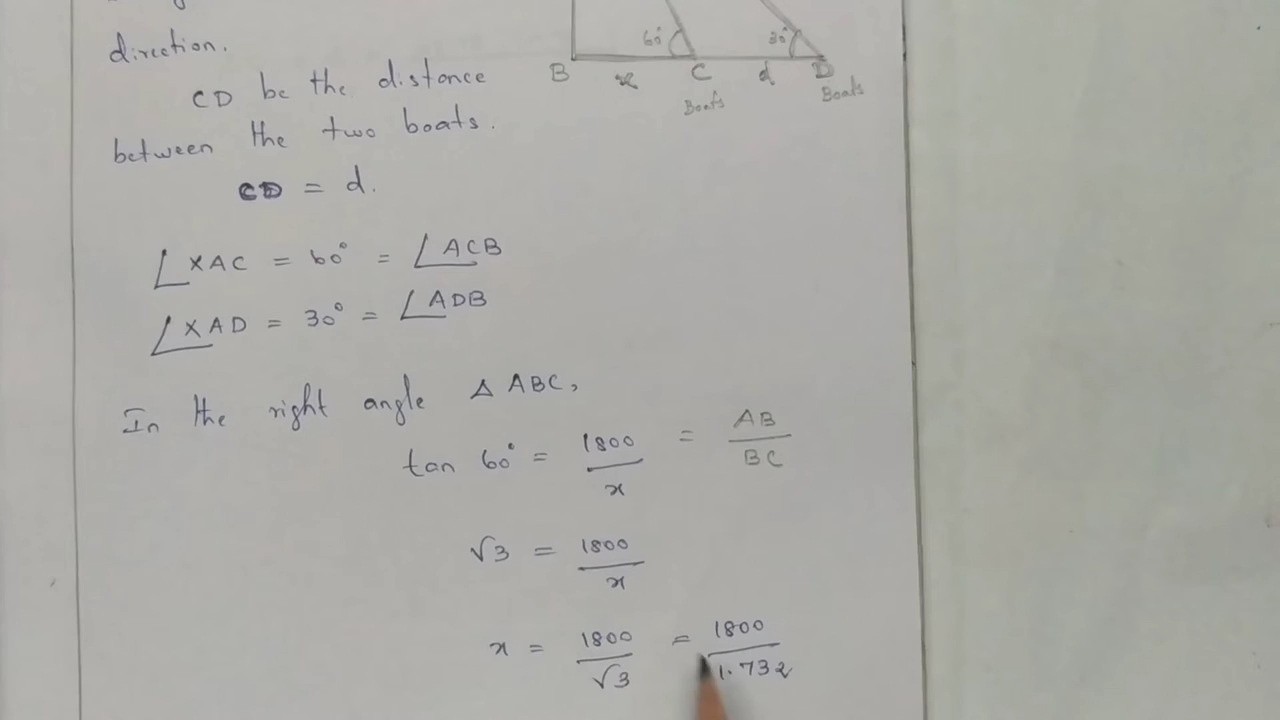 direction.
CD be the distance
between the two boats.
CD = d.
∠XAC = 60° = ∠ACB
∠XAD = 30° = ∠ADB
In the right angle △ ABC,
tan 60° = 1800/x = AB/BC
√3 = 1800/x
x = 1800/√3 = 1800/1.732
60° 30°
B x C d D
Boats Boats